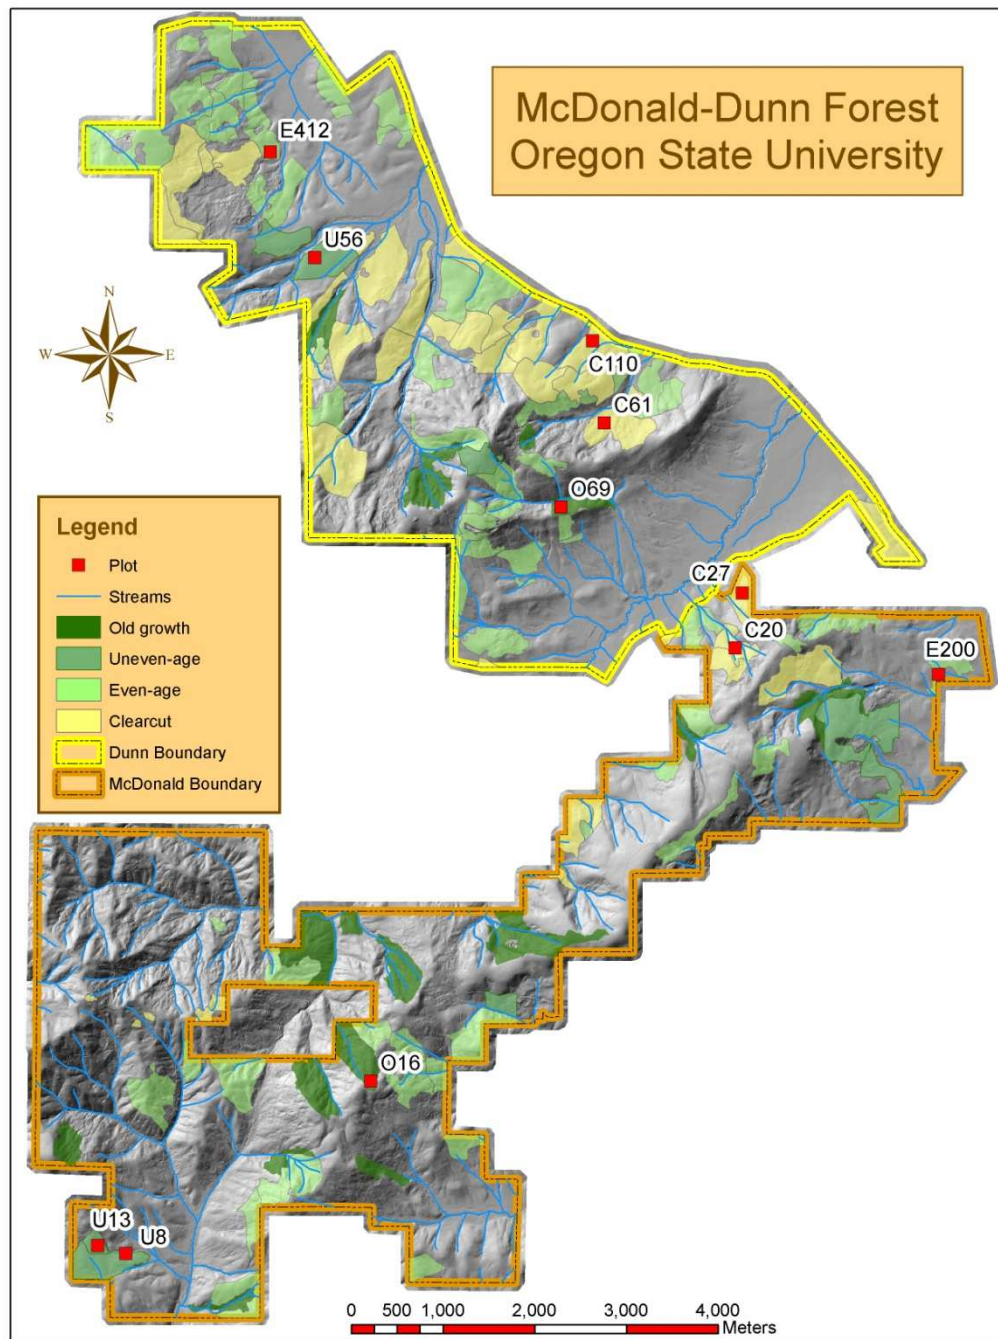 McDonald-Dunn Forest
Oregon State University
E412
U56
N
W E
S
C110
C61
O69
C27
C20
E200
Legend
Plot
Streams
Old growth
Uneven-age
Even-age
Clearcut
Dunn Boundary
McDonald Boundary
O16
U13
U8
0 500 1,000 2,000 3,000 4,000
Meters